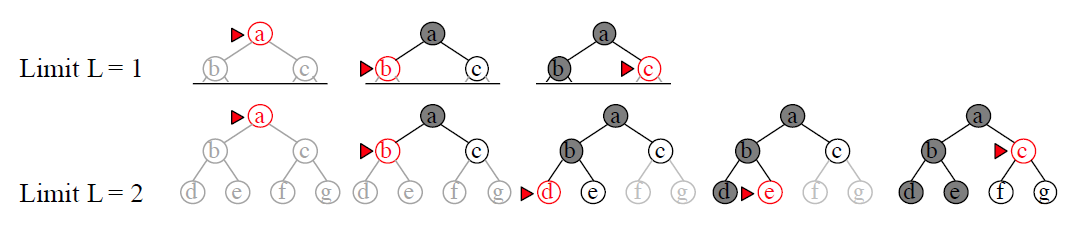 a a a
Limit L = 1 b c b c b c
a a a a a
b c b c b c b c b c
Limit L = 2 d e f g d e f g d e f g d e f g d e f g